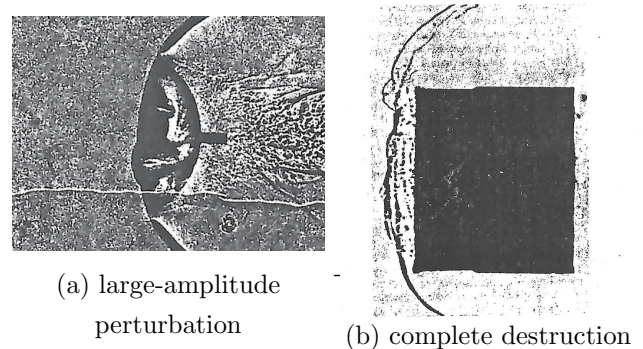 (a) large-amplitude
perturbation
(b) complete destruction